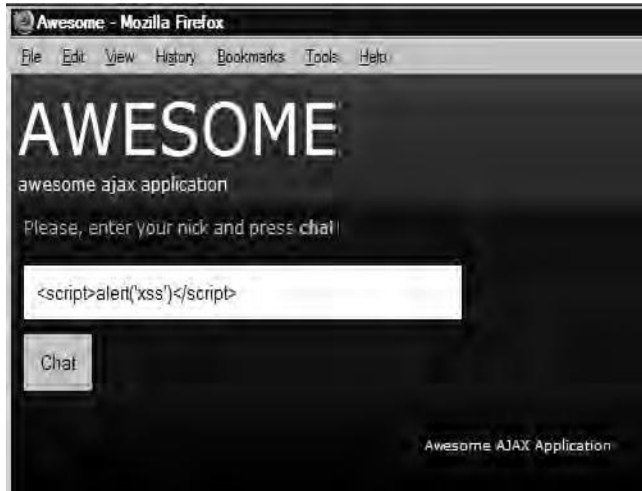 Awesome - Mozilla Firefox
File Edit View History Bookmarks Tools Help
AWESOME
awesome ajax application
Please, enter your nick and press chat!
<script>alert('xss')</script>
Chat
Awesome AJAX Application